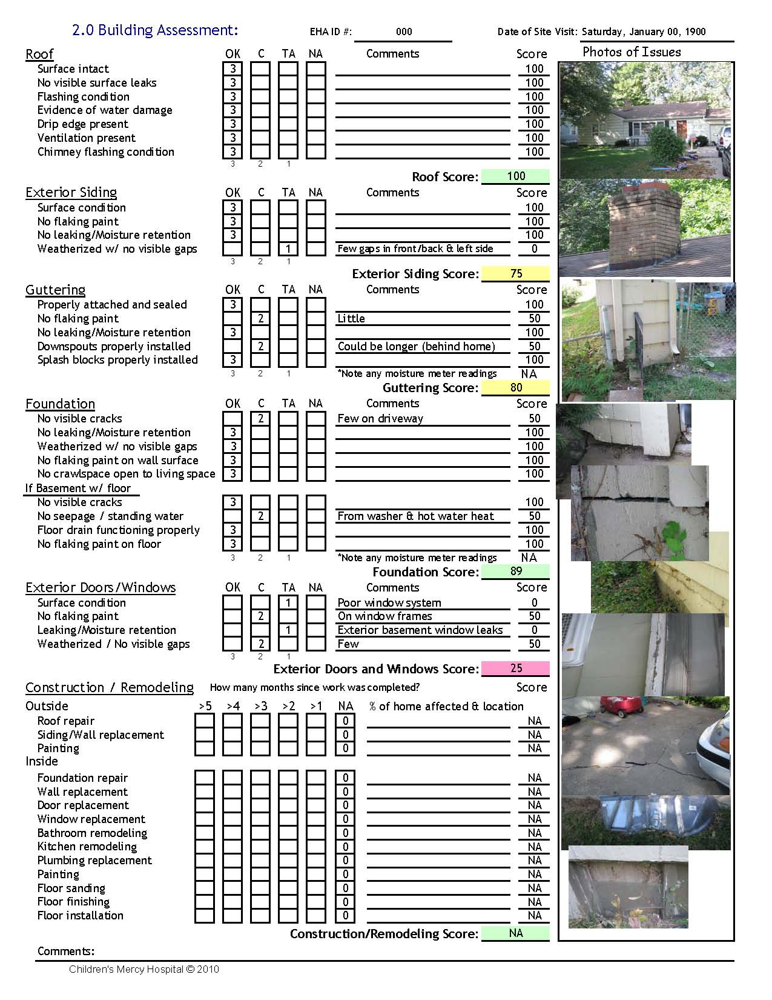 2.0 Building Assessment: EHA ID #: 000 Date of Site Visit: Saturday, January 00, 1900
Roof OK C TA NA Comments Score Photos of Issues
Surface intact 3 100
No visible surface leaks 3 100
Flashing condition 3 100
Evidence of water damage 3 100
Drip edge present 3 100
Ventilation present 3 100
Chimney flashing condition 3 100
3 2 1
Roof Score: 100
Exterior Siding OK C TA NA Comments Score
Surface condition 3 100
No flaking paint 3 100
No leaking/Moisture retention 3 100
Weatherized w/ no visible gaps 1 Few gaps in front/back & left side 0
3 2 1
Exterior Siding Score: 75
Guttering OK C TA NA Comments Score
Properly attached and sealed 3 100
No flaking paint 2 Little 50
No leaking/Moisture retention 3 100
Downspouts properly installed 2 Could be longer (behind home) 50
Splash blocks properly installed 3 100
3 2 1 *Note any moisture meter readings NA
Guttering Score: 80
Foundation OK C TA NA Comments Score
No visible cracks 2 Few on driveway 50
No leaking/Moisture retention 3 100
Weatherized w/ no visible gaps 3 100
No flaking paint on wall surface 3 100
No crawlspace open to living space 3 100
If Basement w/ floor
No visible cracks 3 100
No seepage / standing water 2 From washer & hot water heat 50
Floor drain functioning properly 3 100
No flaking paint on floor 3 100
3 2 1 *Note any moisture meter readings NA
Foundation Score: 89
Exterior Doors/Windows OK C TA NA Comments Score
Surface condition 1 Poor window system 0
No flaking paint 2 On window frames 50
Leaking/Moisture retention 1 Exterior basement window leaks 0
Weatherized / No visible gaps 2 Few 50
3 2 1
Exterior Doors and Windows Score: 25
Construction / Remodeling How many months since work was completed? Score
Outside >5 >4 >3 >2 >1 NA % of home affected & location
Roof repair 0 NA
Siding/Wall replacement 0 NA
Painting 0 NA
Inside
Foundation repair 0 NA
Wall replacement 0 NA
Door replacement 0 NA
Window replacement 0 NA
Bathroom remodeling 0 NA
Kitchen remodeling 0 NA
Plumbing replacement 0 NA
Painting 0 NA
Floor sanding 0 NA
Floor finishing 0 NA
Floor installation 0 NA
Construction/Remodeling Score: NA
Comments:
Children's Mercy Hospital © 2010